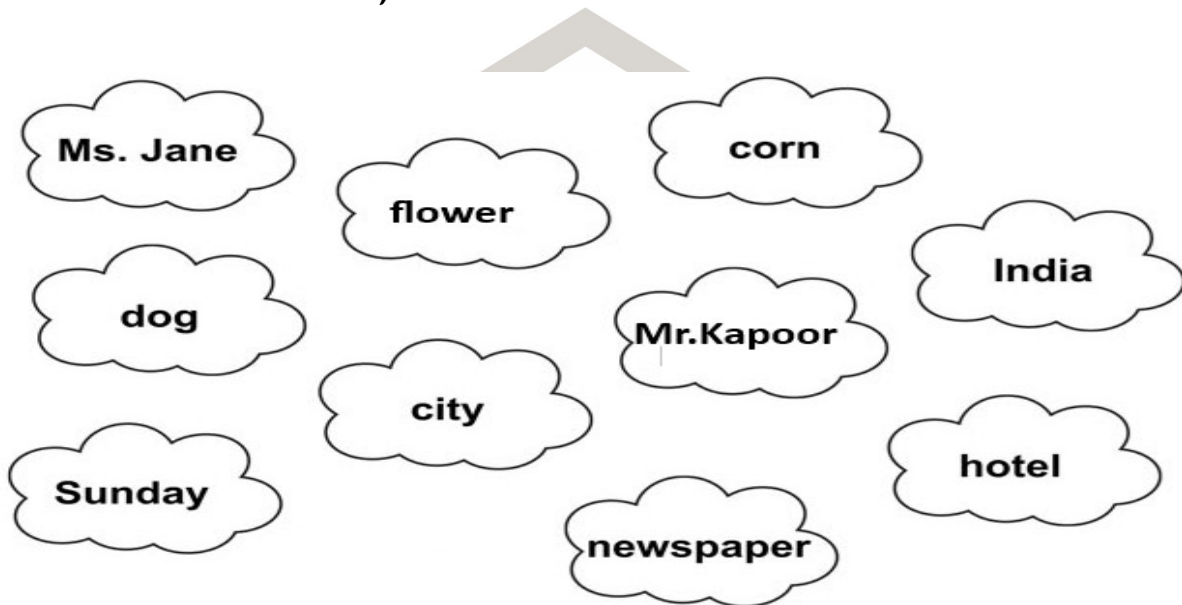 Ms. Jane
corn
flower
India
dog
Mr.Kapoor
city
hotel
Sunday
newspaper